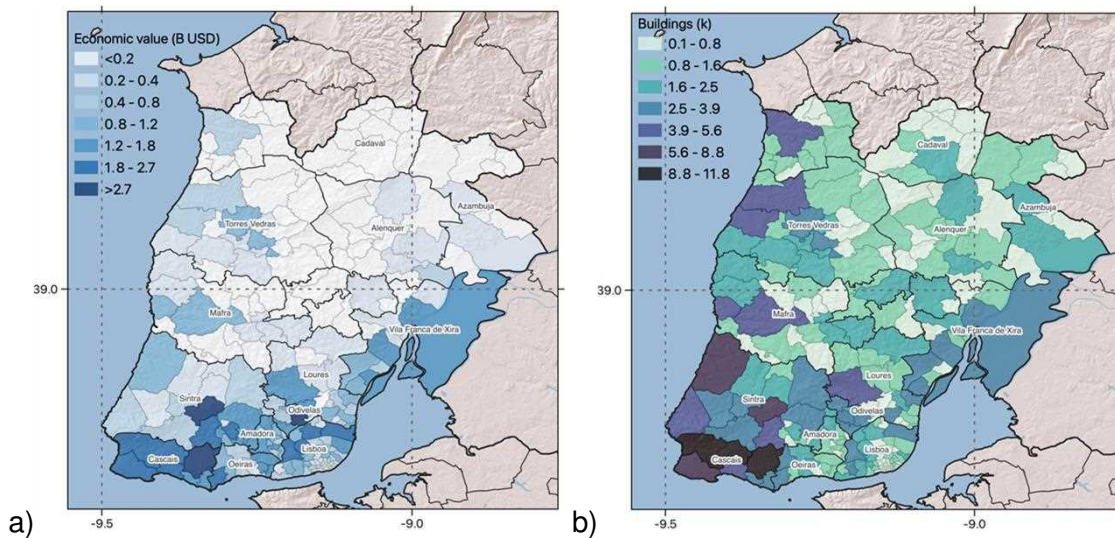 Economic value (B USD)
<0.2
0.2 - 0.4
0.4 - 0.8
0.8 - 1.2
1.2 - 1.8
1.8 - 2.7
>2.7
Cadaval
Azambuja
Torres Vedras
Alenquer
39.0
Mafra
Vila Franca de Xira
Loures
Sintra
Odivelas
Amadora
Lisboa
Cascais
Oeiras
-9.5
-9.0
a)
Buildings (k)
0.1 - 0.8
0.8 - 1.6
1.6 - 2.5
2.5 - 3.9
3.9 - 5.6
5.6 - 8.8
8.8 - 11.8
Cadaval
Azambuja
Torres Vedras
Alenquer
39.0
Mafra
Vila Franca de Xira
Loures
Sintra
Odivelas
Amadora
Lisboa
Cascais
Oeiras
-9.5
-9.0
b)